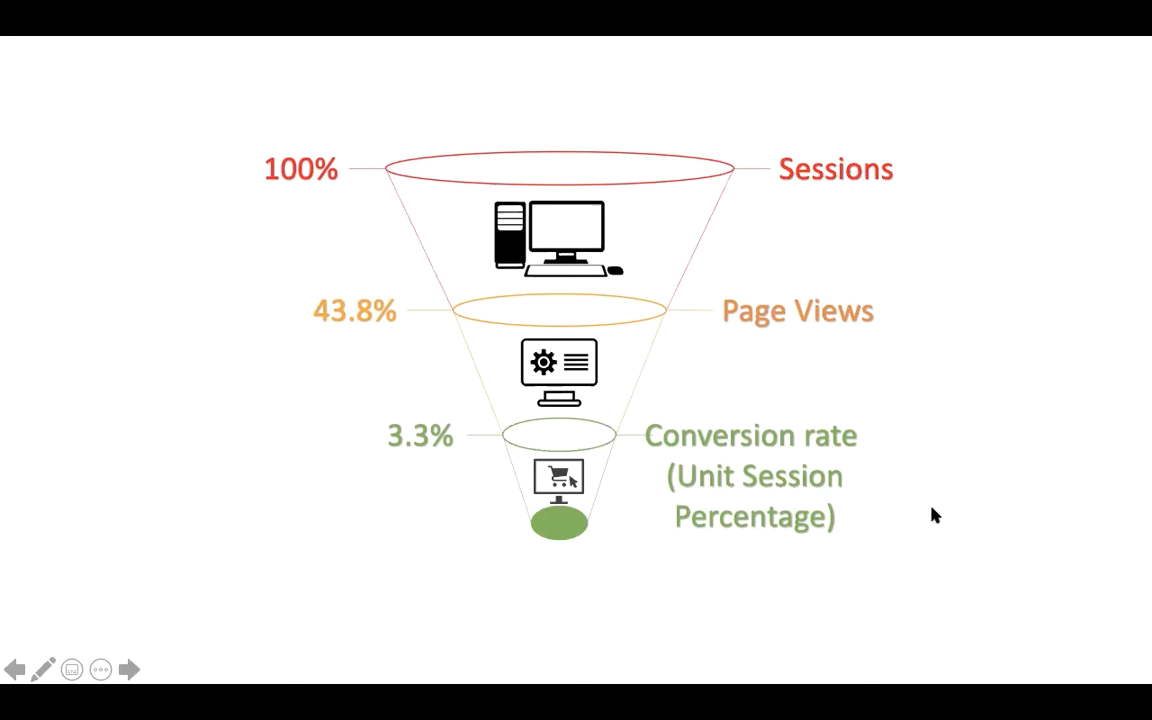 100%
Sessions
43.8%
Page Views
3.3%
Conversion rate
(Unit Session
Percentage)